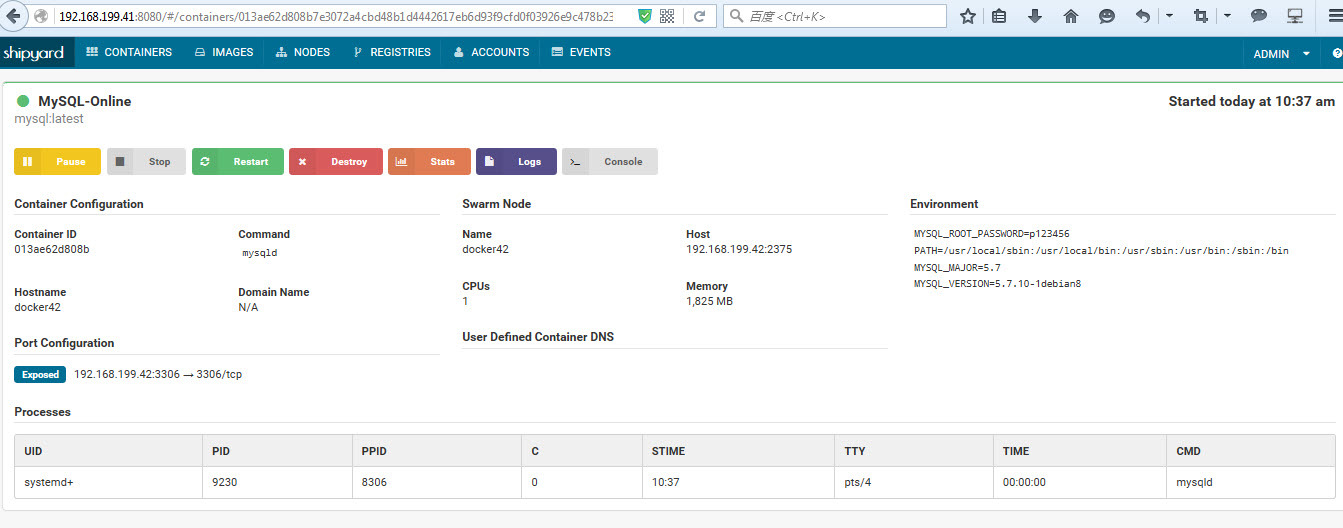 192.168.199.41:8080/#/containers/013ae62d808b7e3072a4cbd48b1d4442617eb6d93f9cfd0f03926e9c478b23
百度 <Ctrl+K>
shipyard CONTAINERS IMAGES NODES REGISTRIES ACCOUNTS EVENTS ADMIN
MySQL-Online Started today at 10:37 am
mysql:latest
Pause Stop Restart Destroy Stats Logs Console
Container Configuration Swarm Node Environment
Container ID Command Name Host MYSQL_ROOT_PASSWORD=p123456
013ae62d808b mysqld docker42 192.168.199.42:2375 PATH=/usr/local/sbin:/usr/local/bin:/usr/sbin:/usr/bin:/sbin:/bin
MYSQL_MAJOR=5.7
Hostname Domain Name CPUs Memory MYSQL_VERSION=5.7.10-1debian8
docker42 N/A 1 1,825 MB
Port Configuration User Defined Container DNS
Exposed 192.168.199.42:3306 → 3306/tcp
Processes
UID PID PPID C STIME TTY TIME CMD
systemd+ 9230 8306 0 10:37 pts/4 00:00:00 mysqld